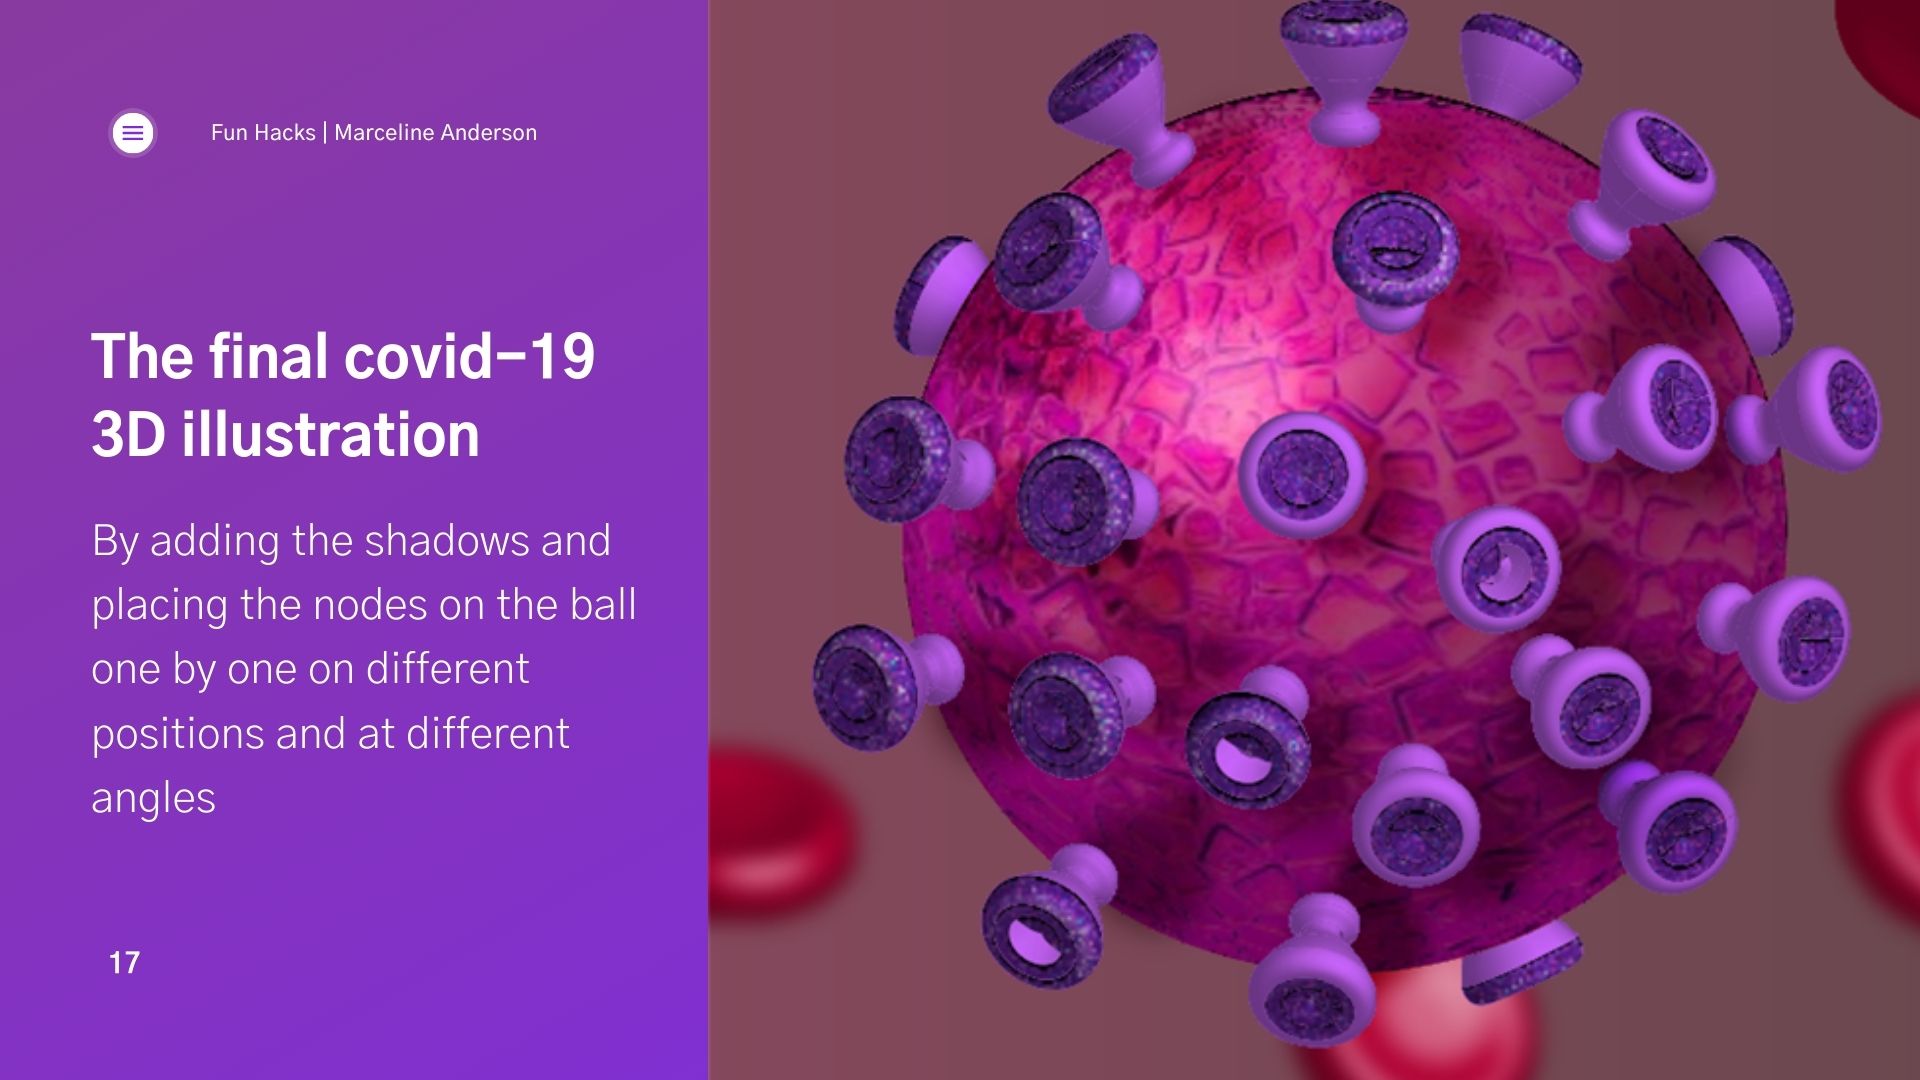 Fun Hacks | Marceline Anderson
The final covid-19
3D illustration
By adding the shadows and
placing the nodes on the ball
one by one on different
positions and at different
angles
17